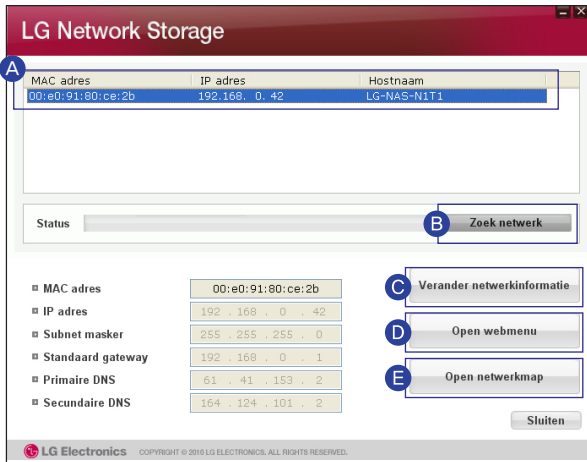 LG Network Storage
A
MAC adres IP adres Hostnaam
00:e0:91:80:ce:2b 192.168. 0. 42 LG-NAS-N1T1
Status B Zoek netwerk
MAC adres 00:e0:91:80:ce:2b
IP adres 192 . 168 . 0 . 42
Subnet masker 255 . 255 . 255 . 0
Standaard gateway 192 . 168 . 0 . 1
Primaire DNS 61 . 41 . 153 . 2
Secundaire DNS 164 . 124 . 101 . 2
C Verander netwerkinformatie
D Open webmenu
E Open netwerkmap
Sluiten
LG Electronics COPYRIGHT © 2010 LG ELECTRONICS. ALL RIGHTS RESERVED.